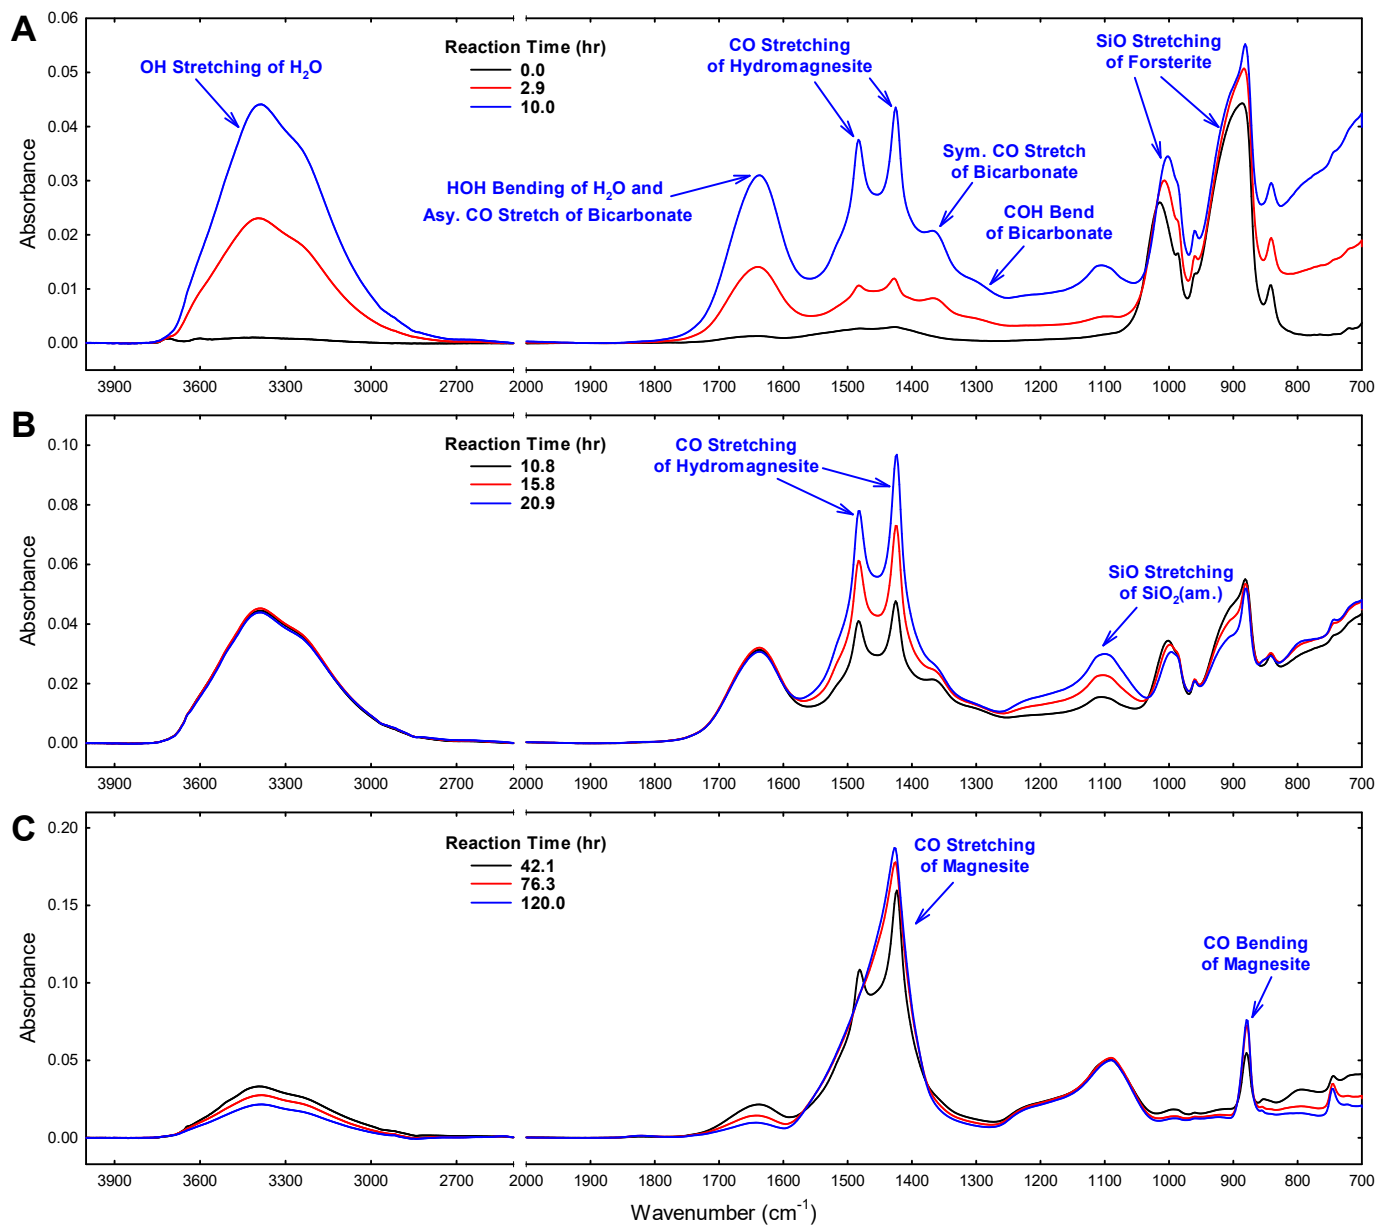 A
0.06
0.05
0.04
0.03
0.02
0.01
0.00
Absorbance
OH Stretching of H2O
Reaction Time (hr)
0.0
2.9
10.0
CO Stretching
of Hydromagnesite
SiO Stretching
of Forsterite
HOH Bending of H2O and
Asy. CO Stretch of Bicarbonate
Sym. CO Stretch
of Bicarbonate
COH Bend
of Bicarbonate
3900 3600 3300 3000 2700 2000 1800 1700 1600 1500 1400 1300 1200 1100 1000 900 800 700
B
0.10
0.08
0.06
0.04
0.02
0.00
Absorbance
Reaction Time (hr)
10.8
15.8
20.9
CO Stretching
of Hydromagnesite
SiO Stretching
of SiO2(am.)
3900 3600 3300 3000 2700 2000 1800 1700 1600 1500 1400 1300 1200 1100 1000 900 800 700
C
0.20
0.15
0.10
0.05
0.00
Absorbance
Reaction Time (hr)
42.1
76.3
120.0
CO Stretching
of Magnesite
CO Bending
of Magnesite
3900 3600 3300 3000 2700 2000 1800 1700 1600 1500 1400 1300 1200 1100 1000 900 800 700
Wavenumber (cm-1)